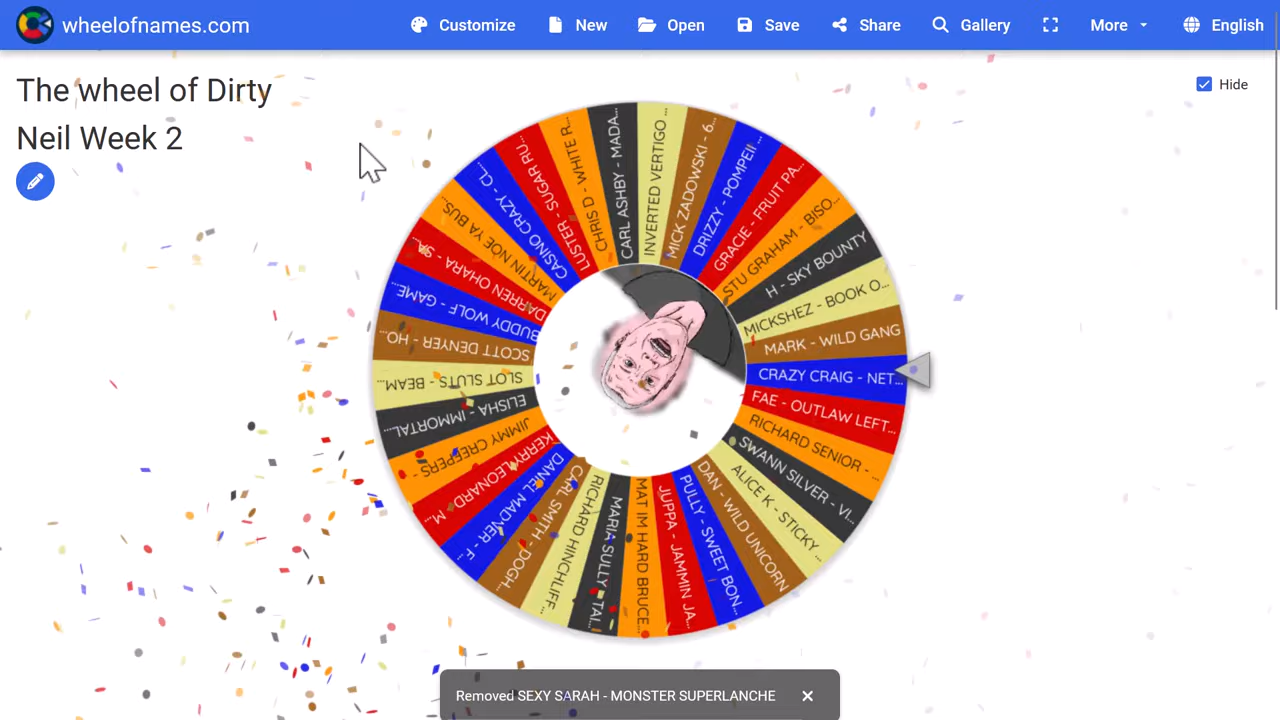 wheelofnames.com
Customize
New
Open
Save
Share
Gallery
More
English
The wheel of Dirty
Neil Week 2
Hide
INVERTED VERTIGO ...
MICK ZADOWSKI - 6...
DRIZZY - POMPEII ...
GRACIE - FRUIT PA...
STU GRAHAM - BISO...
H - SKY BOUNTY
MICKSHEZ - BOOK O...
MARK - WILD GANG
CRAZY CRAIG - NET...
FAE - OUTLAW LEFT...
RICHARD SENIOR - ...
SWANN SILVER - VI...
ALICE K - STICKY ...
DAN - WILD UNICORN
PULLY - SWEET BON...
JUPPA - JAMMIN JA...
MAT IM HARD BRUCE...
MARIA SULLY - TAI...
RICHARD HINCHLIFF...
CARL SMITH - DOGH...
DANIEL MADVER - F...
KERRYLEONARD - M...
JIMMY CREEPERS - ...
ELISHA - IMMORTAL...
SLOT SLUTS - BEAM...
SCOTT DENYER - HO...
BUDDY WOLF - GAME...
DARREN OHARA - SA...
MARTIN NOE YA BUS...
CASINO CRAZY - CL...
LUSTER - SUGAR RU...
CHRIS D - WHITE R...
CARL ASHBY - MADA...
Removed SEXY SARAH - MONSTER SUPERLANCHE